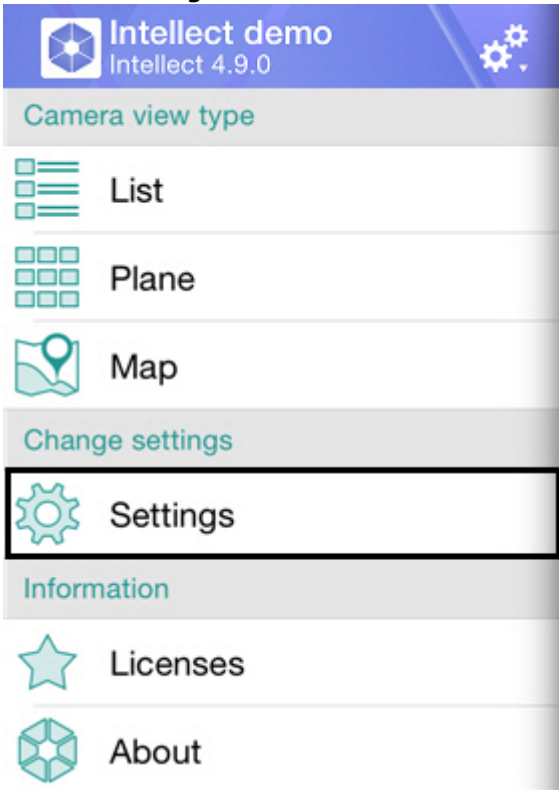 Intellect demo
Intellect 4.9.0
Camera view type
List
Plane
Map
Change settings
Settings
Information
Licenses
About